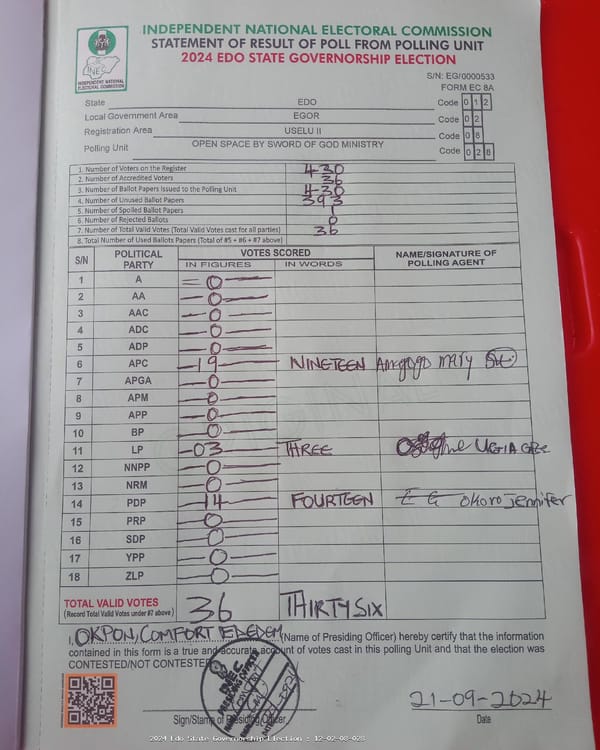 INDEPENDENT NATIONAL ELECTORAL COMMISSION
STATEMENT OF RESULT OF POLL FROM POLLING UNIT
2024 EDO STATE GOVERNORSHIP ELECTION
INEC
INDEPENDENT NATIONAL ELECTORAL COMMISSION
S/N: EG/0000533
FORM EC 8A
State EDO Code 0 1 2
Local Government Area EGOR Code 0 2
Registration Area USELU II Code 0 8
Polling Unit OPEN SPACE BY SWORD OF GOD MINISTRY Code 0 2 8
1. Number of Voters on the Register 430
2. Number of Accredited Voters 36
3. Number of Ballot Papers Issued to the Polling Unit 430
4. Number of Unused Ballot Papers 393
5. Number of Spoiled Ballot Papers 1
6. Number of Rejected Ballots 0
7. Number of Total Valid Votes (Total Valid Votes cast for all parties) 36
8. Total Number of Used Ballots Papers (Total of #5 + #6 + #7 above)
S/N POLITICAL PARTY VOTES SCORED NAME/SIGNATURE OF POLLING AGENT
IN FIGURES IN WORDS
1 A 0
2 AA 0
3 AAC 0
4 ADC 0
5 ADP 0
6 APC 19 NINETEEN mary
7 APGA 0
8 APM 0
9 APP 0
10 BP 0
11 LP 03 THREE
12 NNPP 0
13 NRM 0
14 PDP 14 FOURTEEN okoro jennifer
15 PRP 0
16 SDP 0
17 YPP 0
18 ZLP 0
TOTAL VALID VOTES 36 THIRTY SIX
(Record Total Valid Votes under #7 above)
I, OKPON, COMFORT EDEDEM (Name of Presiding Officer) hereby certify that the information
contained in this form is a true and accurate account of votes cast in this polling Unit and that the election was
CONTESTED/NOT CONTESTED
INEC
PRESIDING OFFICER
21-09-2024
Sign/Stamp of Presiding Officer Date
2024 Edo State Governorship Election : 12-02-08-028